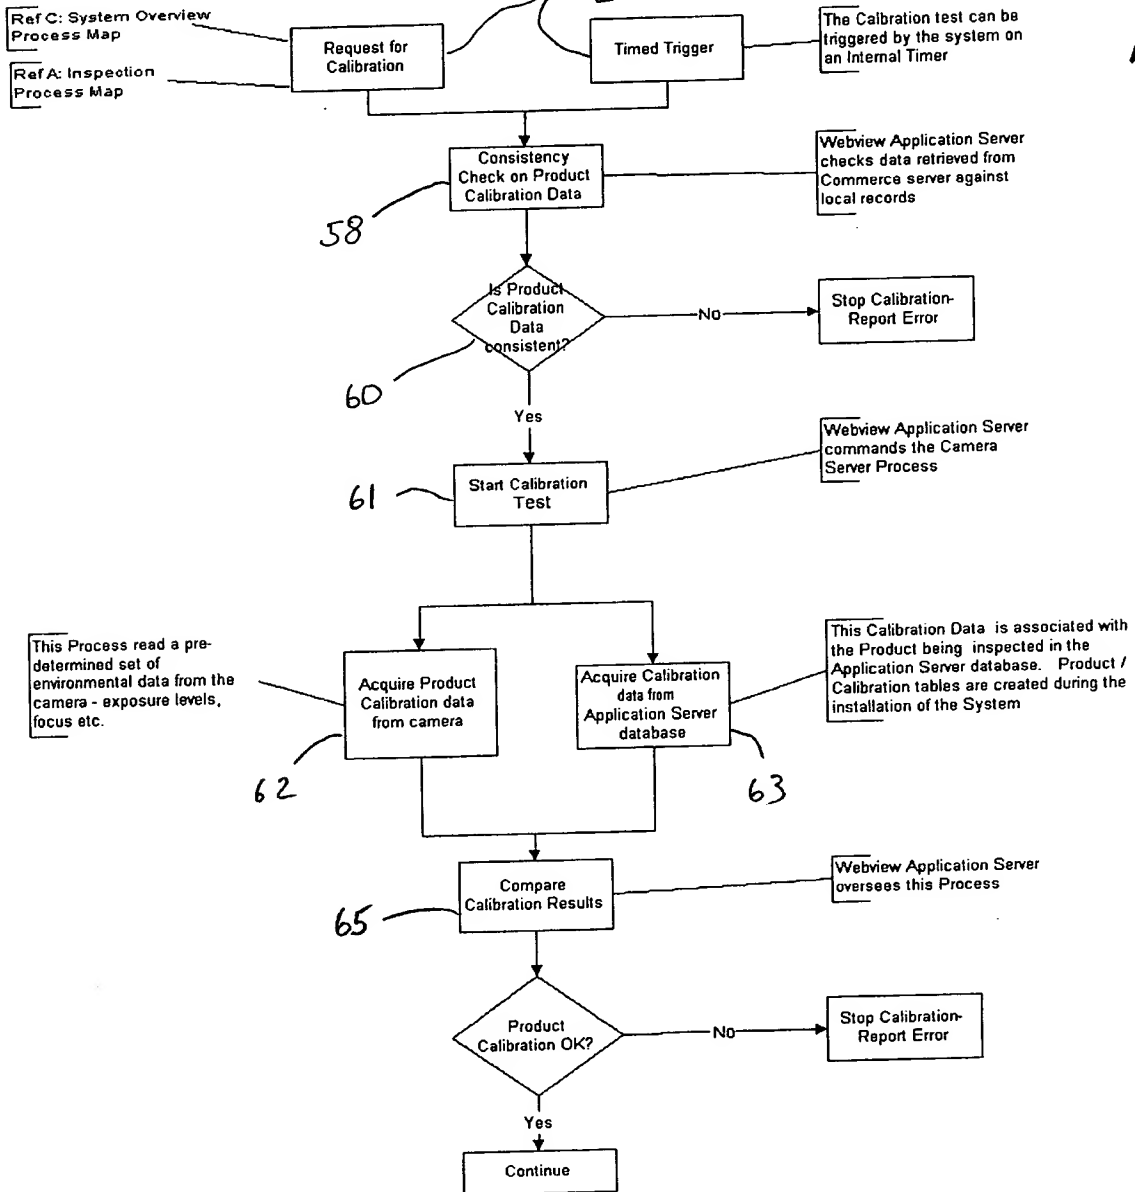 Ref C: System Overview
Process Map
Request for
Calibration
Timed Trigger
The Calbration test can be
triggered by the system on
an Internal Timer
Ref A: Inspection
Process Map
Consistency
Check on Product
Calibration Data
Webview Application Server
checks data retrieved from
Commerce server against
local records
58
Is Product
Calibration
Data
consistent?
No
Stop Calibration-
Report Error
60
Yes
Webview Application Server
commands the Camera
Server Process
Start Calibration
Test
61
This Process read a pre-
determined set of
environmental data from the
camera - exposure levels,
focus etc.
Acquire Product
Calibration data
from camera
Acquire Calibration
data from
Application Server
database
This Calibration Data is associated with
the Product being inspected in the
Application Server database. Product /
Calibration tables are created during the
installation of the System
62
63
Compare
Calibration Results
Webview Application Server
oversees this Process
65
Product
Calibration OK?
No
Stop Calibration-
Report Error
Yes
Continue